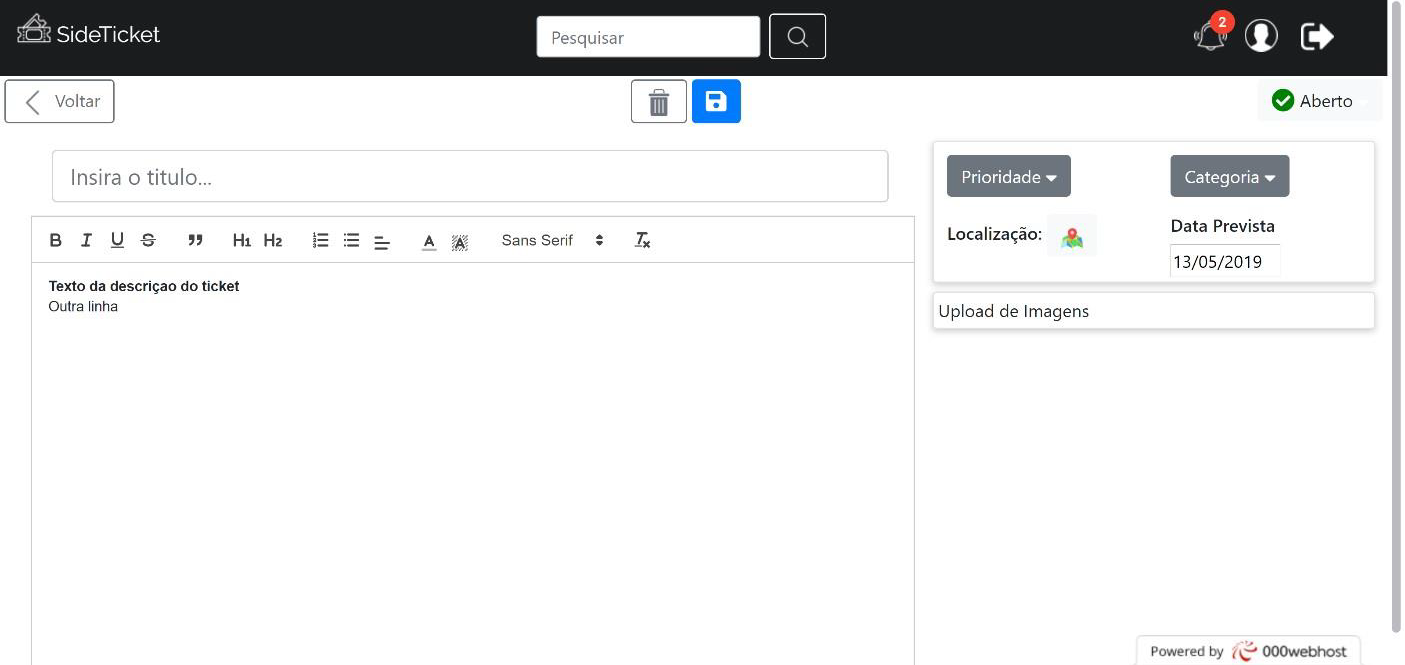 SideTicket
Pesquisar
2
Voltar
Aberto
Insira o titulo...
Prioridade
Categoria
Localização:
Data Prevista
13/05/2019
B I U S H1 H2 A A Sans Serif Tx
Texto da descriçao do ticket
Outra linha
Upload de Imagens
Powered by 000webhost